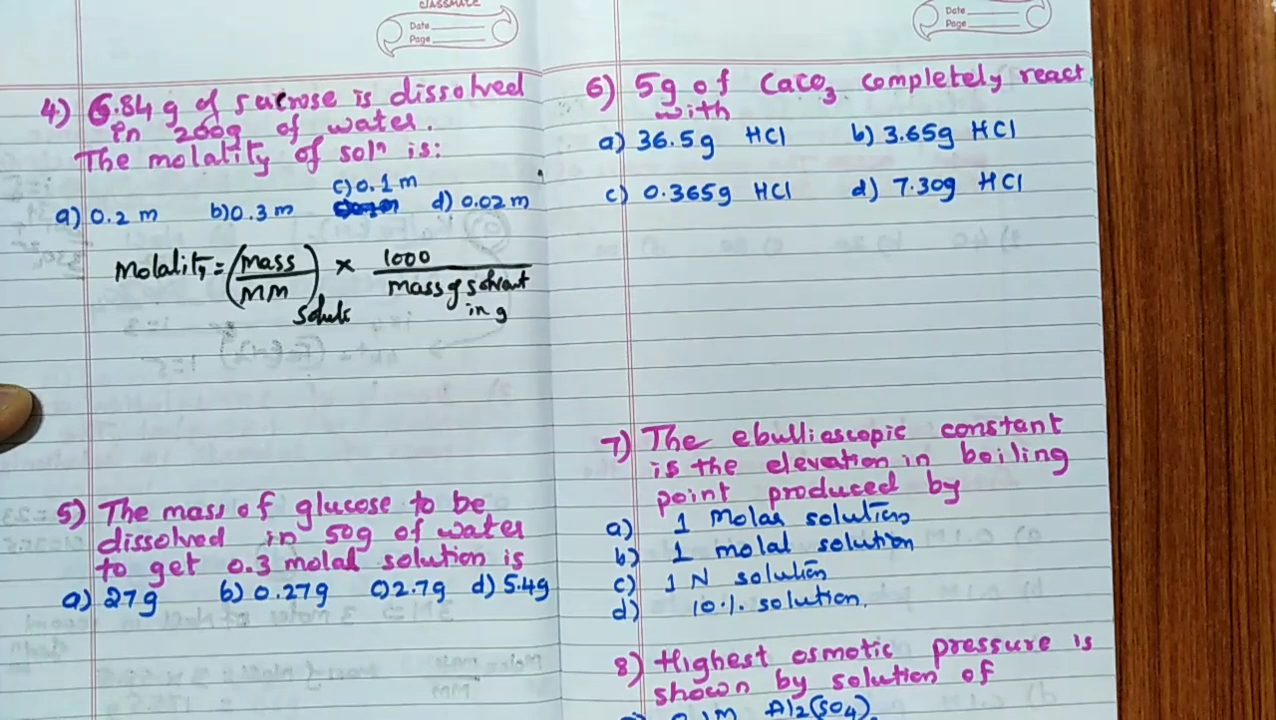 CLASSMATE
Date
Page
4) 6.84 g of sucrose is dissolved
in 200g of water.
The molality of solⁿ is:
c) 0.1 m
a) 0.2 m b) 0.3 m d) 0.02 m
Molality = (mass/MM) solute × 1000/mass of solvent in g
5) The mass of glucose to be
dissolved in 50g of water
to get 0.3 molal solution is
a) 27g b) 0.27g c) 2.7g d) 5.4g
Date
Page
6) 5g of CaCO₃ completely react
with
a) 36.5g HCl b) 3.65g HCl
c) 0.365g HCl d) 7.30g HCl
7) The ebullioscopic constant
is the elevation in boiling
point produced by
a) 1 Molar solution
b) 1 molal solution
c) 1 N solution
d) 10% solution.
8) Highest osmotic pressure is
shown by solution of
Al₂(SO₄)